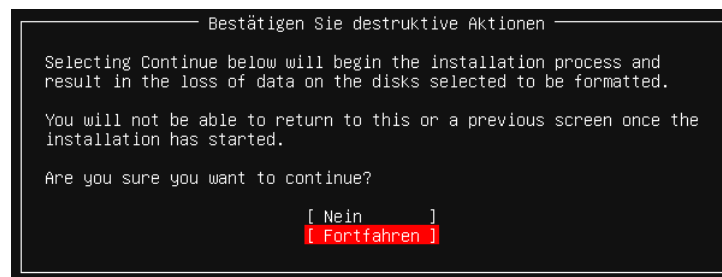 Bestätigen Sie destruktive Aktionen
Selecting Continue below will begin the installation process and
result in the loss of data on the disks selected to be formatted.
You will not be able to return to this or a previous screen once the
installation has started.
Are you sure you want to continue?
[ Nein ]
[ Fortfahren ]